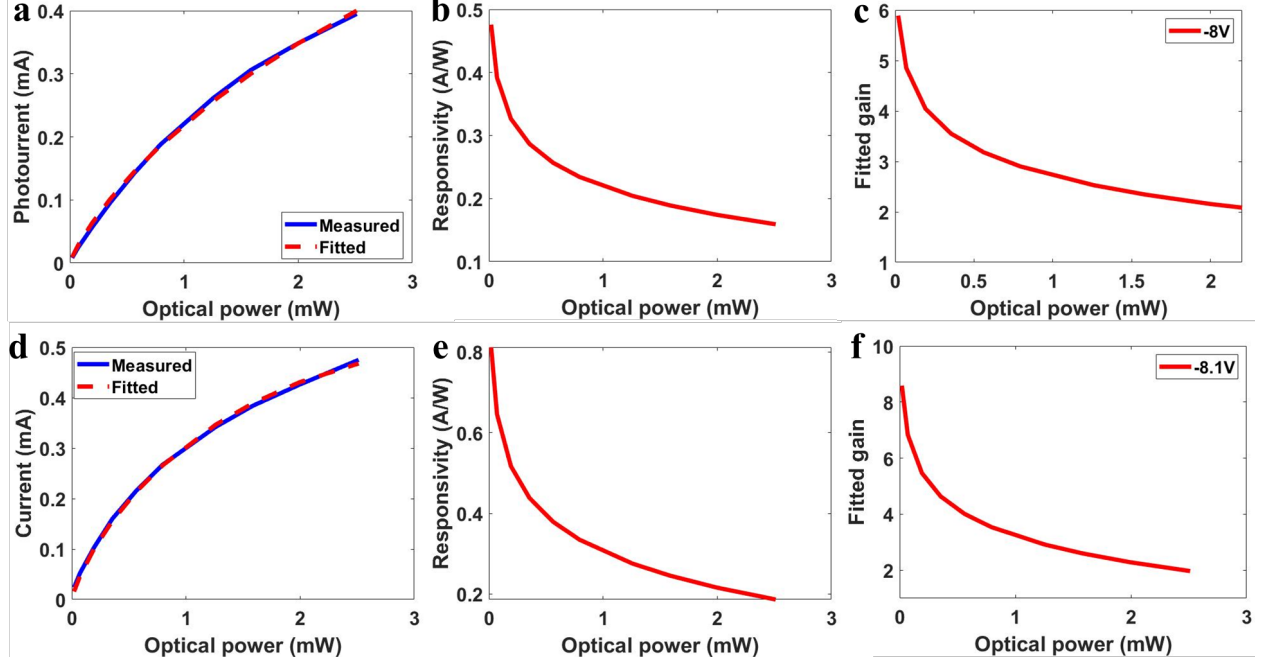 a
0.4
0.3
0.2
0.1
0
Photourrent (mA)
Measured
Fitted
0 1 2 3
Optical power (mW)
b
0.5
0.4
0.3
0.2
0.1
Responsivity (A/W)
0 1 2 3
Optical power (mW)
c
6
5
4
3
2
1
Fitted gain
-8V
0 0.5 1 1.5 2
Optical power (mW)
d
0.5
0.4
0.3
0.2
0.1
0
Current (mA)
Measured
Fitted
0 1 2 3
Optical power (mW)
e
0.8
0.6
0.4
0.2
Responsivity (A/W)
0 1 2 3
Optical power (mW)
f
10
8
6
4
2
Fitted gain
-8.1V
0 1 2 3
Optical power (mW)